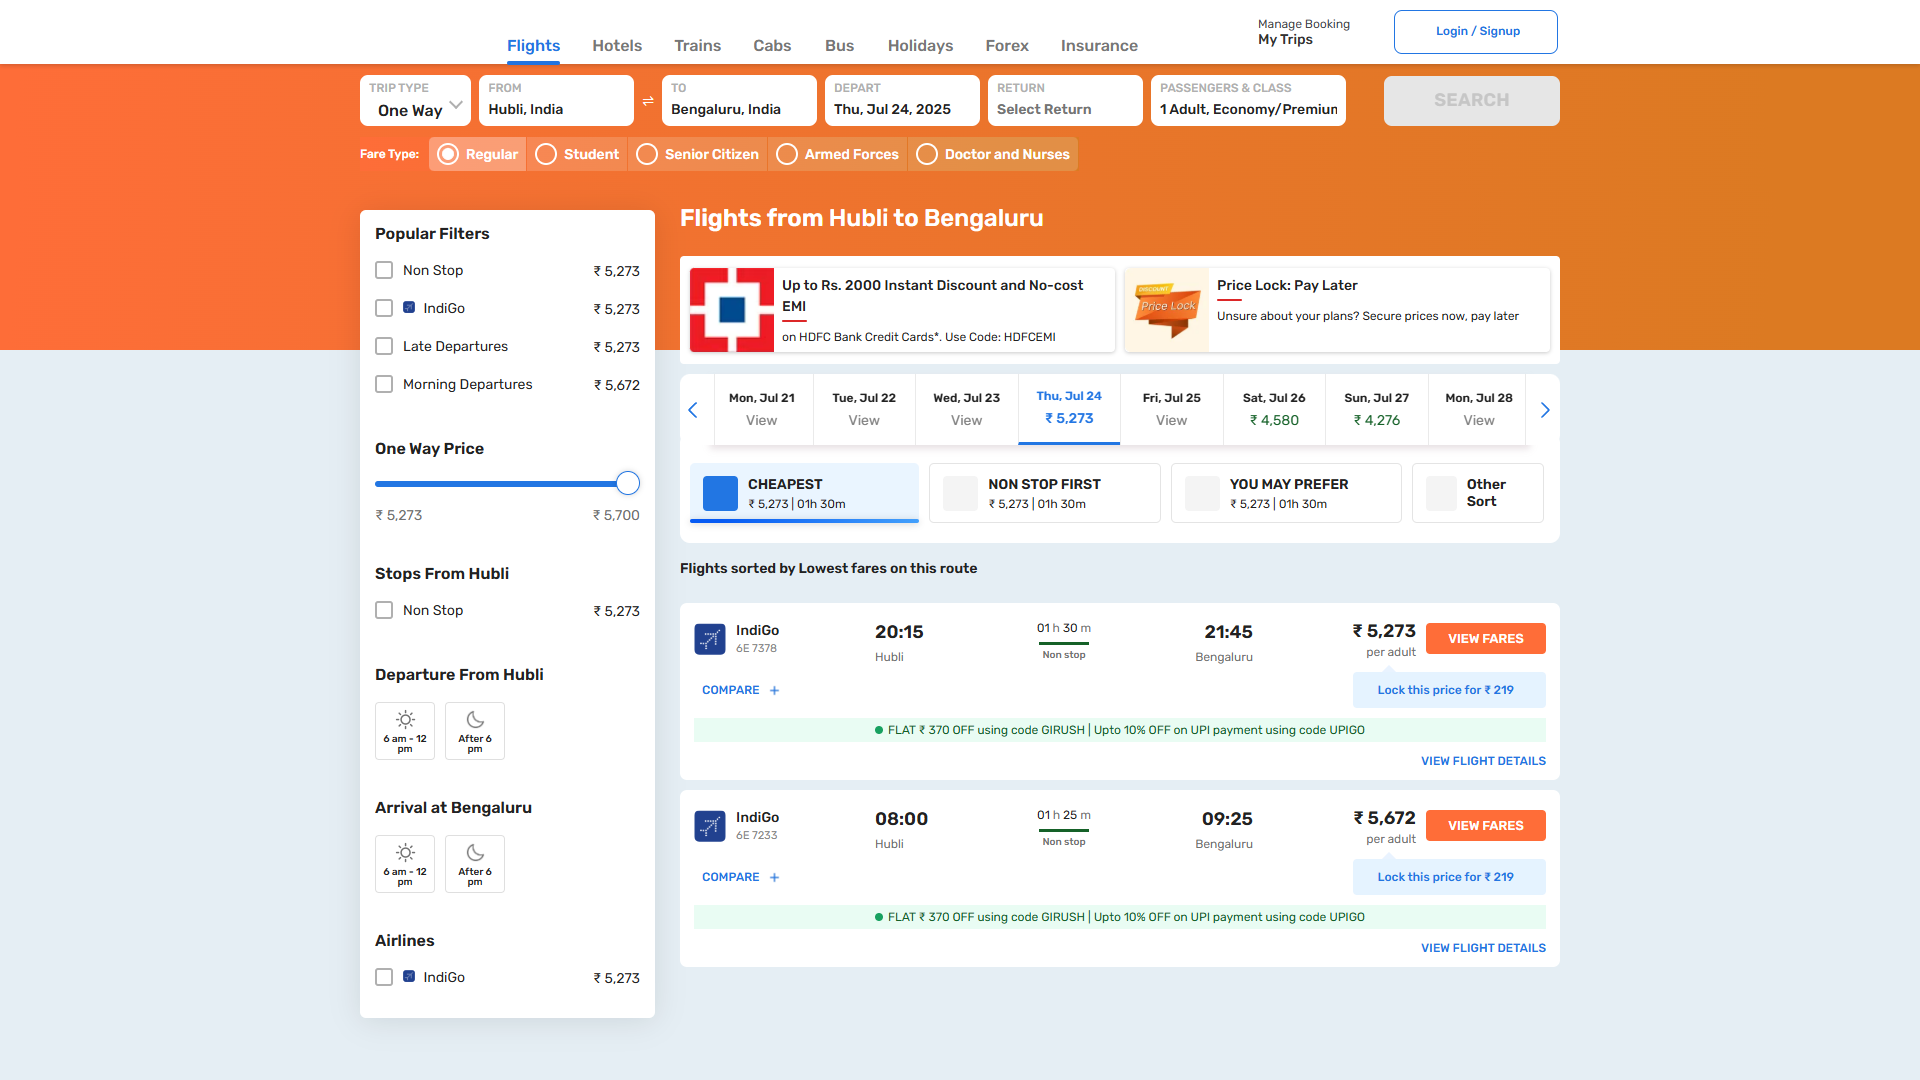 Flights
Hotels
Trains
Cabs
Bus
Holidays
Forex
Insurance
Manage Booking
My Trips
Login / Signup
TRIP TYPE
One Way
FROM
Hubli, India
TO
Bengaluru, India
DEPART
Thu, Jul 24, 2025
RETURN
Select Return
PASSENGERS & CLASS
1 Adult, Economy/Premiun
SEARCH
Fare Type:
Regular
Student
Senior Citizen
Armed Forces
Doctor and Nurses
Popular Filters
Non Stop ₹ 5,273
IndiGo ₹ 5,273
Late Departures ₹ 5,273
Morning Departures ₹ 5,672
One Way Price
₹ 5,273 ₹ 5,700
Stops From Hubli
Non Stop ₹ 5,273
Departure From Hubli
6 am - 12
pm
After 6
pm
Arrival at Bengaluru
6 am - 12
pm
After 6
pm
Airlines
IndiGo ₹ 5,273
Flights from Hubli to Bengaluru
Up to Rs. 2000 Instant Discount and No-cost
EMI
on HDFC Bank Credit Cards*. Use Code: HDFCEMI
DISCOUNT
Price Lock
Price Lock: Pay Later
Unsure about your plans? Secure prices now, pay later
Mon, Jul 21
View
Tue, Jul 22
View
Wed, Jul 23
View
Thu, Jul 24
₹ 5,273
Fri, Jul 25
View
Sat, Jul 26
₹ 4,580
Sun, Jul 27
₹ 4,276
Mon, Jul 28
View
CHEAPEST
₹ 5,273 | 01h 30m
NON STOP FIRST
₹ 5,273 | 01h 30m
YOU MAY PREFER
₹ 5,273 | 01h 30m
Other
Sort
Flights sorted by Lowest fares on this route
IndiGo
6E 7378
20:15
Hubli
01 h 30 m
Non stop
21:45
Bengaluru
₹ 5,273
per adult
VIEW FARES
COMPARE +
Lock this price for ₹ 219
FLAT ₹ 370 OFF using code GIRUSH | Upto 10% OFF on UPI payment using code UPIGO
VIEW FLIGHT DETAILS
IndiGo
6E 7233
08:00
Hubli
01 h 25 m
Non stop
09:25
Bengaluru
₹ 5,672
per adult
VIEW FARES
COMPARE +
Lock this price for ₹ 219
FLAT ₹ 370 OFF using code GIRUSH | Upto 10% OFF on UPI payment using code UPIGO
VIEW FLIGHT DETAILS